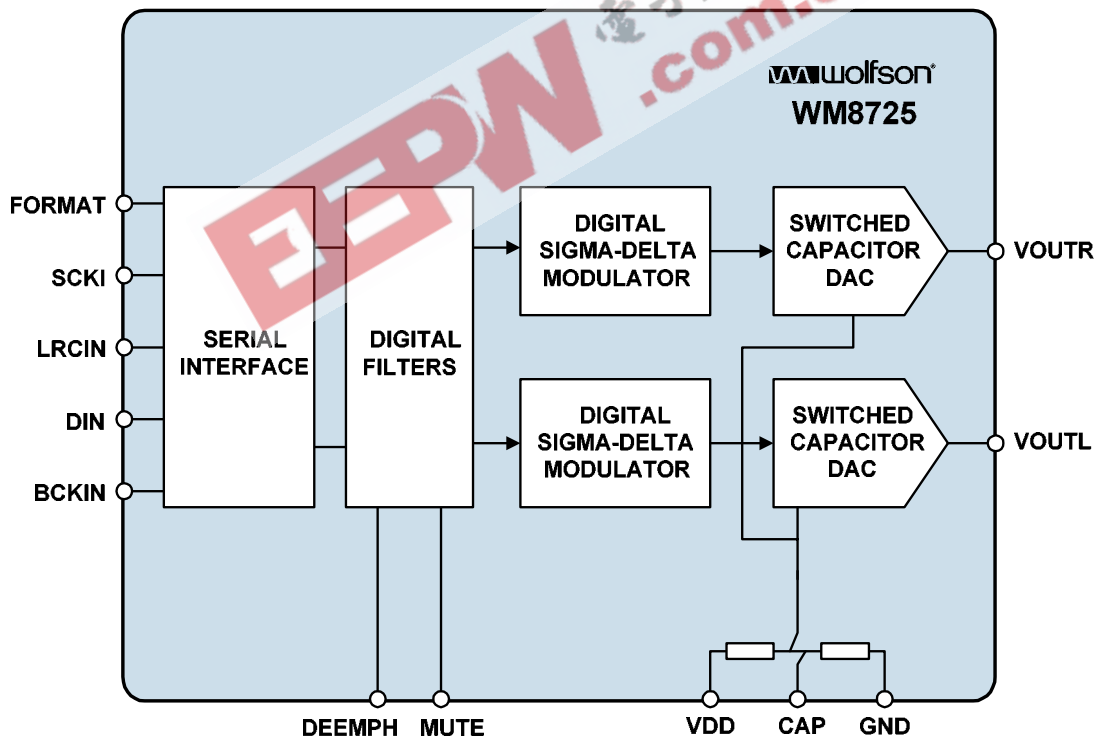 wolfson®
WM8725
FORMAT
SCKI
LRCIN
DIN
BCKIN
SERIAL
INTERFACE
DIGITAL
FILTERS
DIGITAL
SIGMA-DELTA
MODULATOR
SWITCHED
CAPACITOR
DAC
VOUTR
DIGITAL
SIGMA-DELTA
MODULATOR
SWITCHED
CAPACITOR
DAC
VOUTL
DEEMPH
MUTE
VDD
CAP
GND
EEPW
.com.